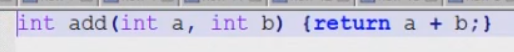 int add(int a, int b) {return a + b;}